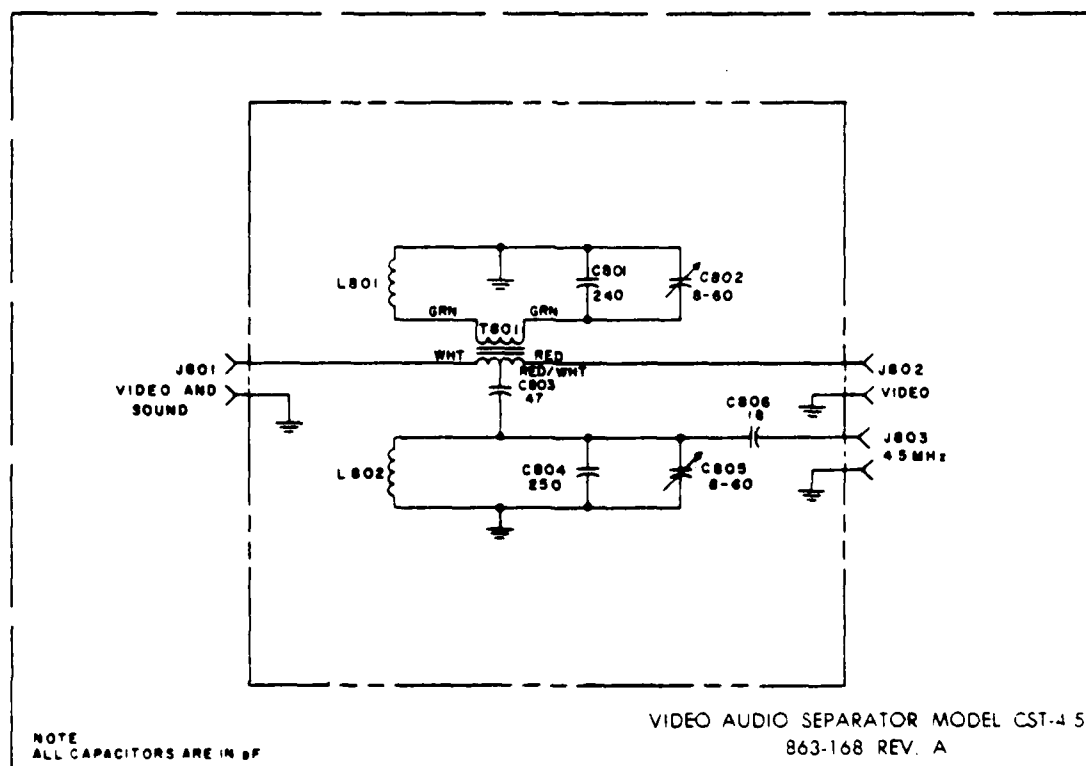 L801
C801
240
C802
8-60
GRN
GRN
T801
WHT
RED
RED/WHT
J801
VIDEO AND
SOUND
C803
47
J802
VIDEO
C806
18
J803
4.5 MHz
L802
C804
250
C805
8-60
NOTE
ALL CAPACITORS ARE IN pF
VIDEO AUDIO SEPARATOR MODEL CST-4.5
863-168 REV. A